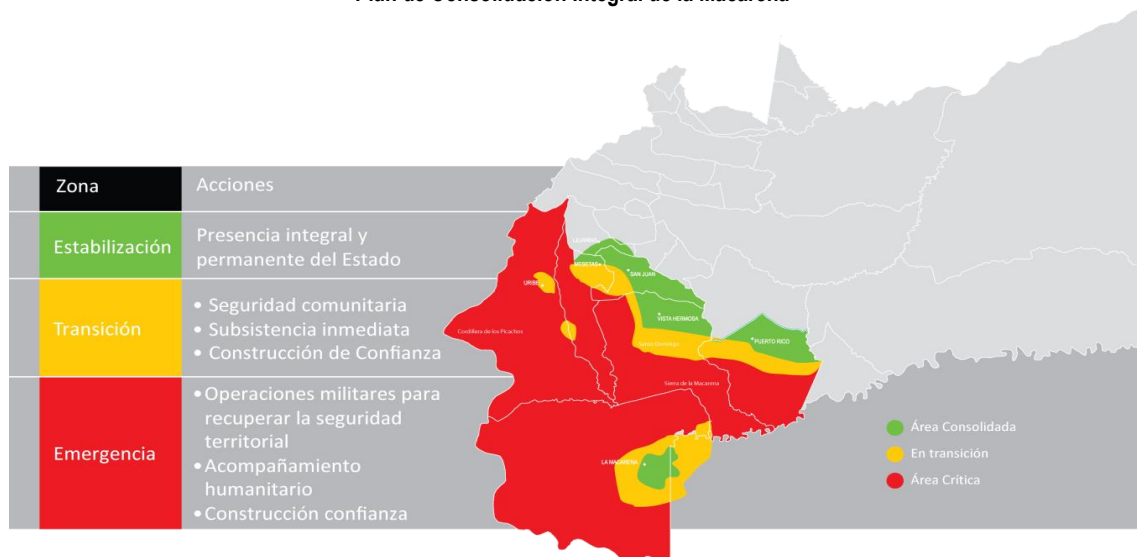 Plan de Consolidación Integral de la Macarena
Zona
Acciones
Estabilización
Presencia integral y
permanente del Estado
Transición
• Seguridad comunitaria
• Subsistencia inmediata
• Construcción de Confianza
Emergencia
•Operaciones militares para
recuperar la seguridad
territorial
•Acompañamiento
humanitario
•Construcción confianza
MESETAS
SAN JUAN
URIBE
VISTA HERMOSA
Cordillera de los Picachos
PUERTO RICO
Sierra de la Macarena
LA MACARENA
Área Consolidada
En transición
Área Crítica